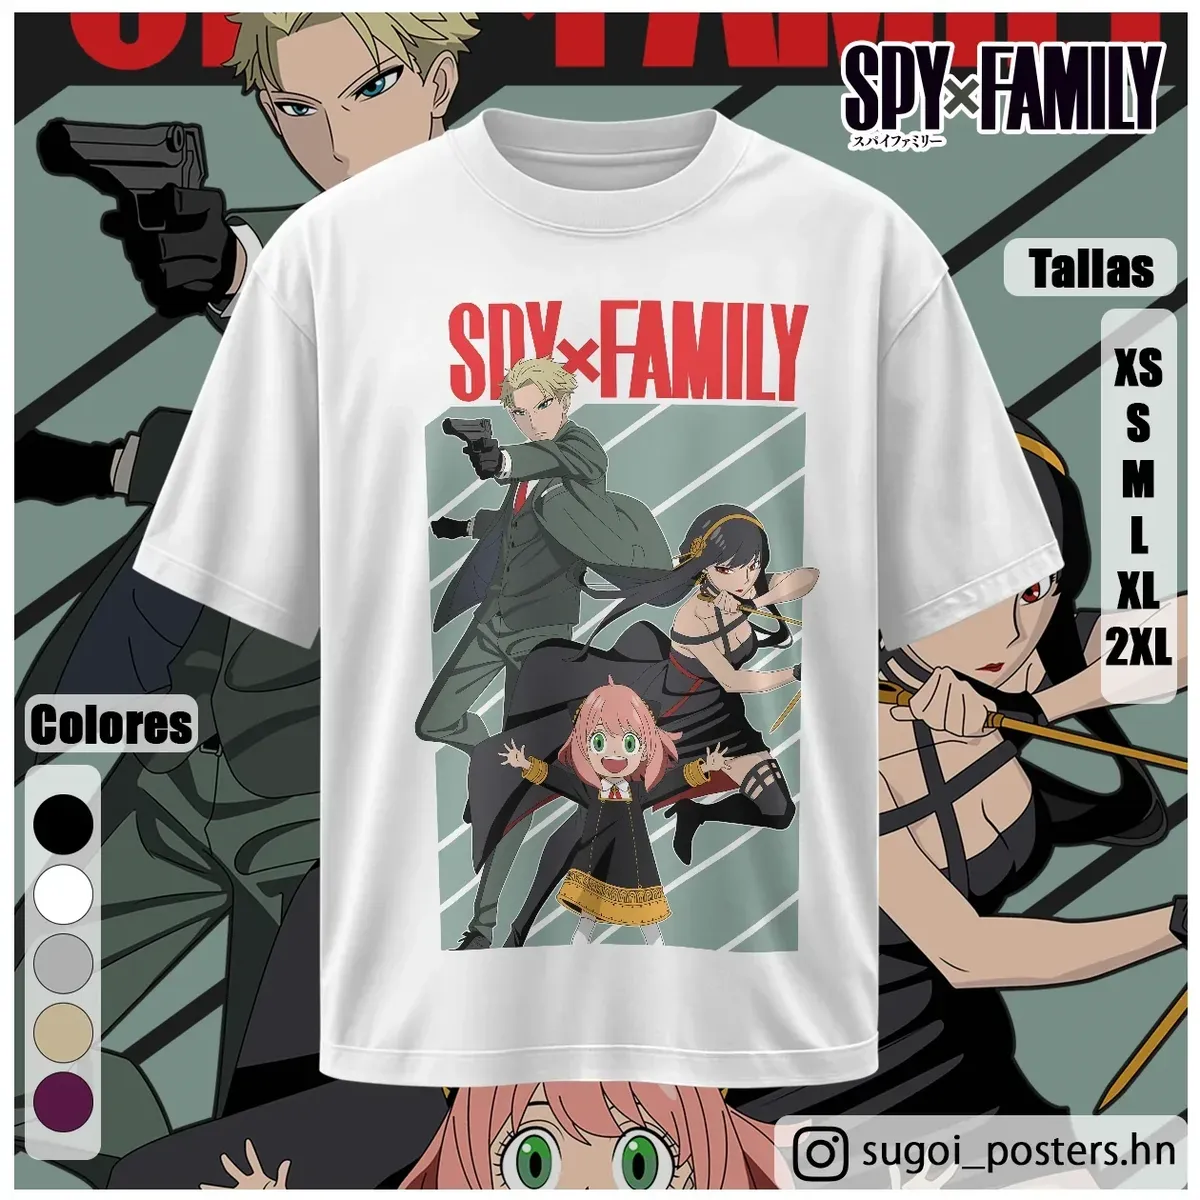 SPY×FAMILY
スパイファミリー
Tallas
XS
S
M
L
XL
2XL
SPY×FAMILY
Colores
sugoi_posters.hn